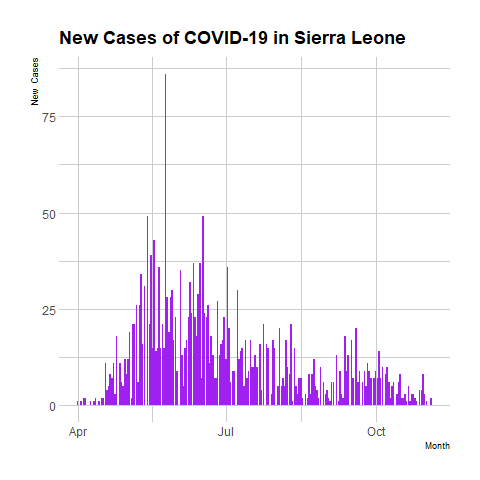 New Cases of COVID-19 in Sierra Leone
New Cases
75
50
25
0
Apr
Jul
Oct
Month